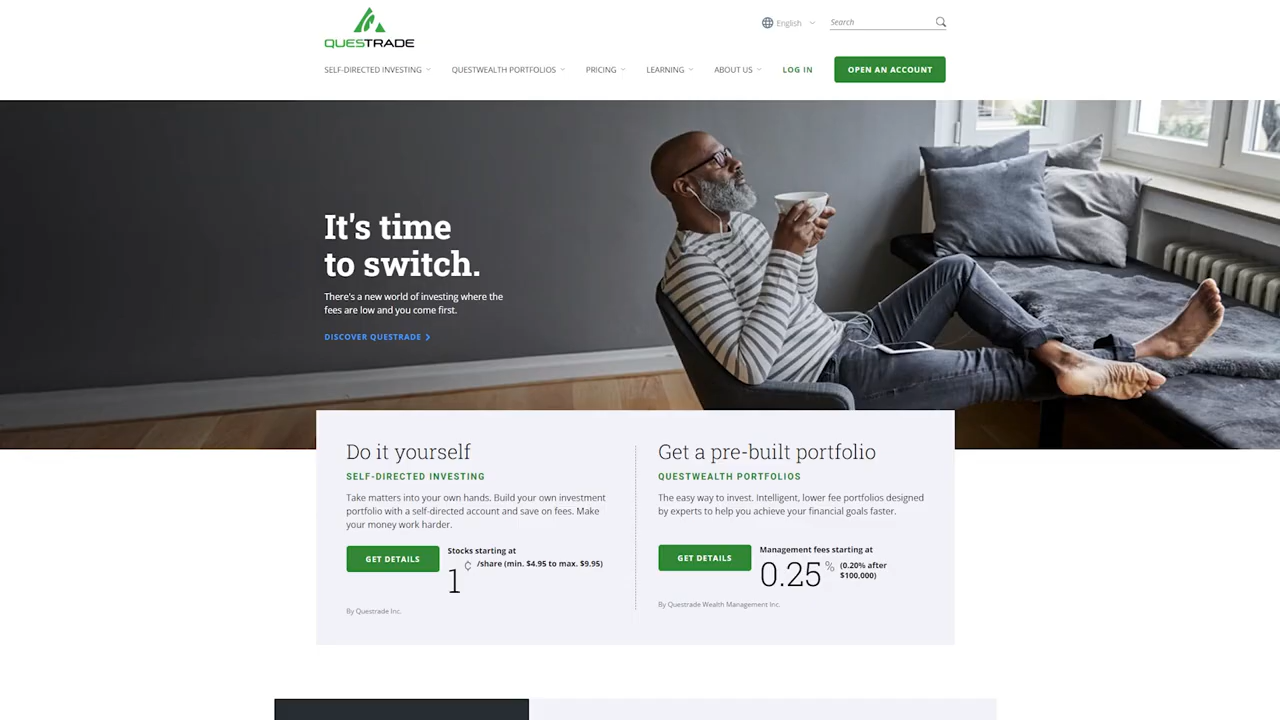 QUESTRADE
English
Search
SELF-DIRECTED INVESTING
QUESTWEALTH PORTFOLIOS
PRICING
LEARNING
ABOUT US
LOG IN
OPEN AN ACCOUNT
It's time
to switch.
There's a new world of investing where the
fees are low and you come first.
DISCOVER QUESTRADE
Do it yourself
SELF-DIRECTED INVESTING
Take matters into your own hands. Build your own investment
portfolio with a self-directed account and save on fees. Make
your money work harder.
GET DETAILS
Stocks starting at
1¢ /share (min. $4.95 to max. $9.95)
By Questrade Inc.
Get a pre-built portfolio
QUESTWEALTH PORTFOLIOS
The easy way to invest. Intelligent, lower fee portfolios designed
by experts to help you achieve your financial goals faster.
GET DETAILS
Management fees starting at
0.25% (0.20% after
$100,000)
By Questrade Wealth Management Inc.